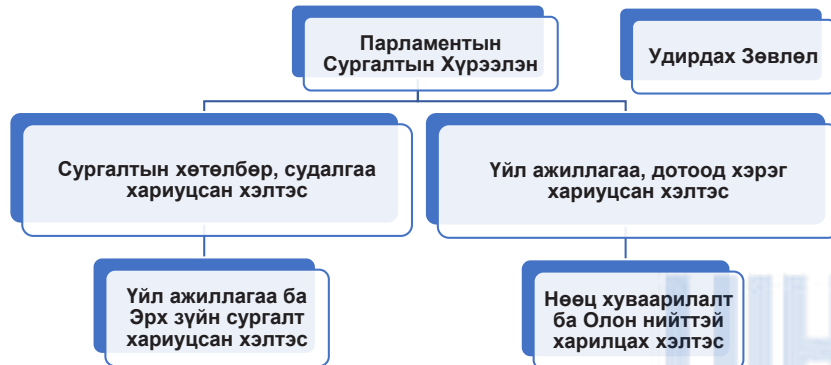 Парламентын
Сургалтын Хүрээлэн
Удирдах Зөвлөл
Сургалтын хөтөлбөр, судалгаа
хариуцсан хэлтэс
Үйл ажиллагаа, дотоод хэрэг
хариуцсан хэлтэс
Үйл ажиллагаа ба
Эрх зүйн сургалт
хариуцсан хэлтэс
Нөөц хуваарилалт
ба Олон нийттэй
харилцах хэлтэс